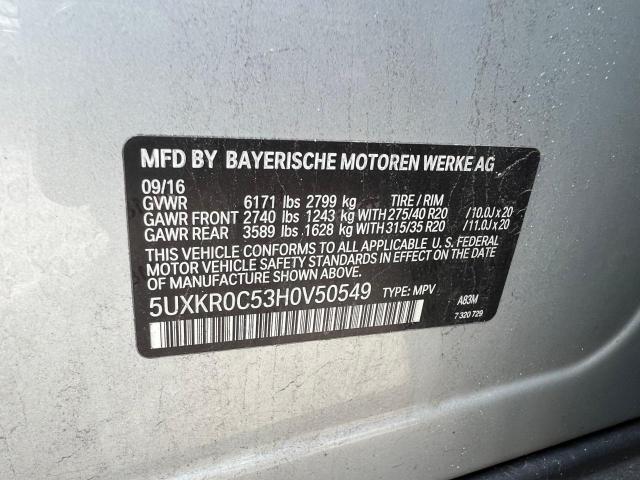 MFD BY BAYERISCHE MOTOREN WERKE AG
09/16
GVWR 6171 lbs 2799 kg TIRE / RIM
GAWR FRONT 2740 lbs 1243 kg WITH 275/40 R20 /10.0J x 20
GAWR REAR 3589 lbs 1628 kg WITH 315/35 R20 /11.0J x 20
THIS VEHICLE CONFORMS TO ALL APPLICABLE U.S. FEDERAL
MOTOR VEHICLE SAFETY STANDARDS IN EFFECT ON THE DATE
OF MANUFACTURE SHOWN ABOVE.
5UXKR0C53H0V50549 TYPE: MPV A83M
7 320 729